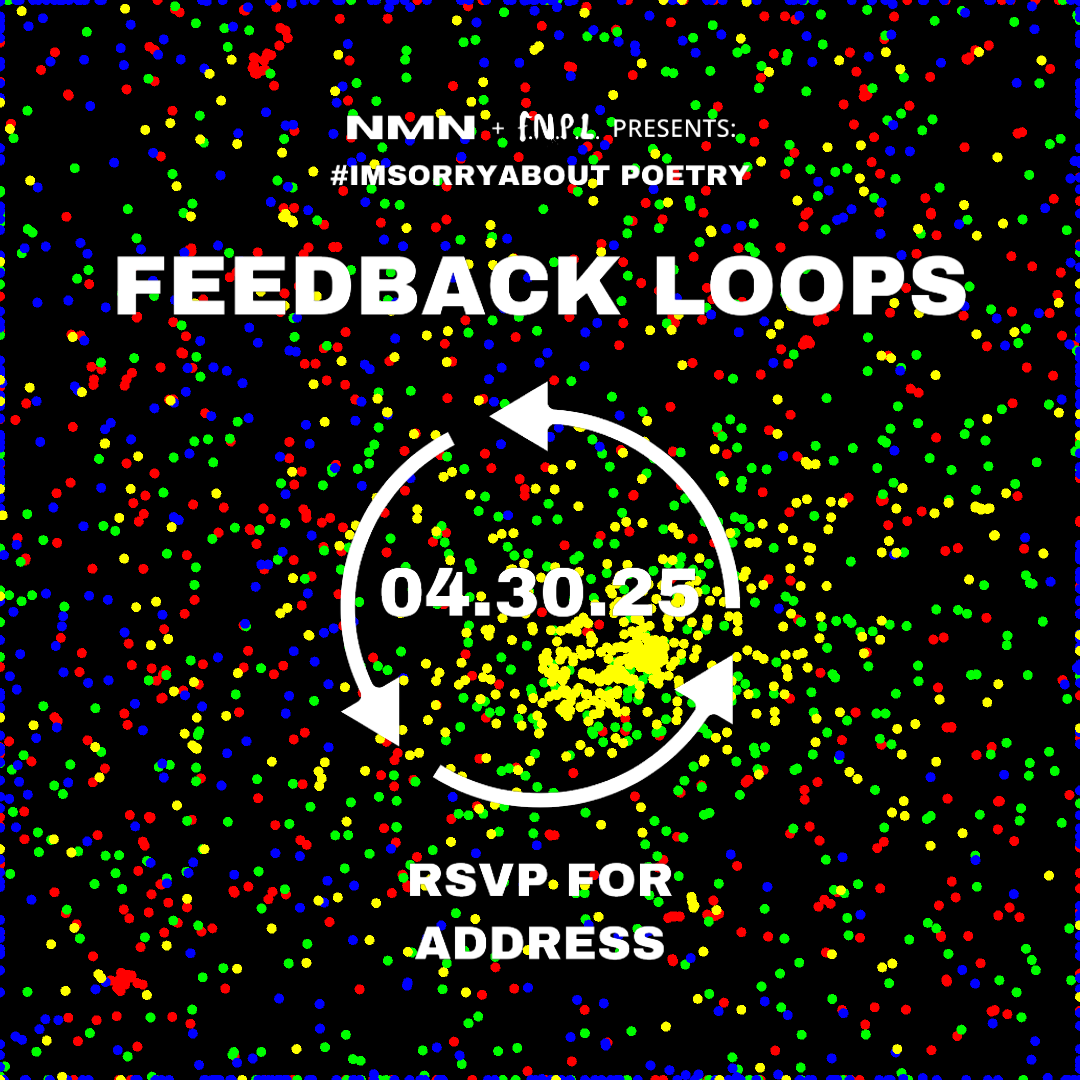 NMN + F.N.P.L. PRESENTS:
#IMSORRYABOUT POETRY
FEEDBACK LOOPS
04.30.25
RSVP FOR
ADDRESS